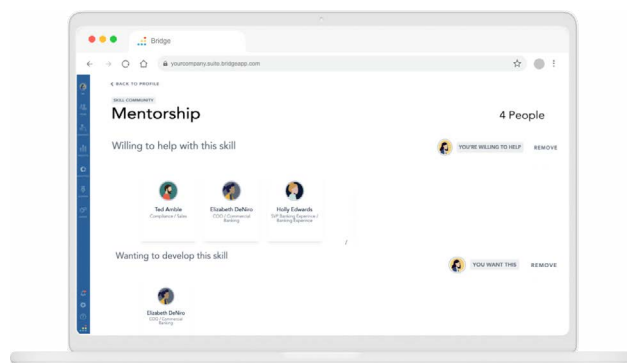 Bridge
yourcompany.suite.bridgeapp.com
BACK TO PROFILE
SKILL COMMUNITY
Mentorship
4 People
Willing to help with this skill
YOU'RE WILLING TO HELP
REMOVE
Ted Amble
Compliance / Sales
Elizabeth DeNiro
COO / Commercial
Banking
Holly Edwards
SVP Banking Experience /
Banking Experience
Wanting to develop this skill
YOU WANT THIS
REMOVE
Elizabeth DeNiro
COO / Commercial
Banking